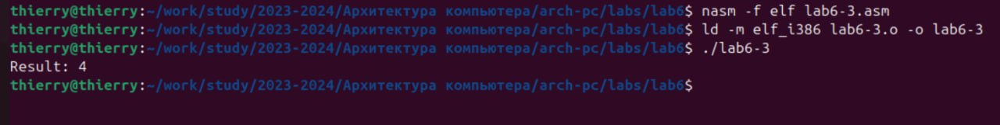 thierry@thierry:~/work/study/2023-2024/Архитектура компьютера/arch-pc/labs/lab6$ nasm -f elf lab6-3.asm
thierry@thierry:~/work/study/2023-2024/Архитектура компьютера/arch-pc/labs/lab6$ ld -m elf_i386 lab6-3.o -o lab6-3
thierry@thierry:~/work/study/2023-2024/Архитектура компьютера/arch-pc/labs/lab6$ ./lab6-3
Result: 4
thierry@thierry:~/work/study/2023-2024/Архитектура компьютера/arch-pc/labs/lab6$